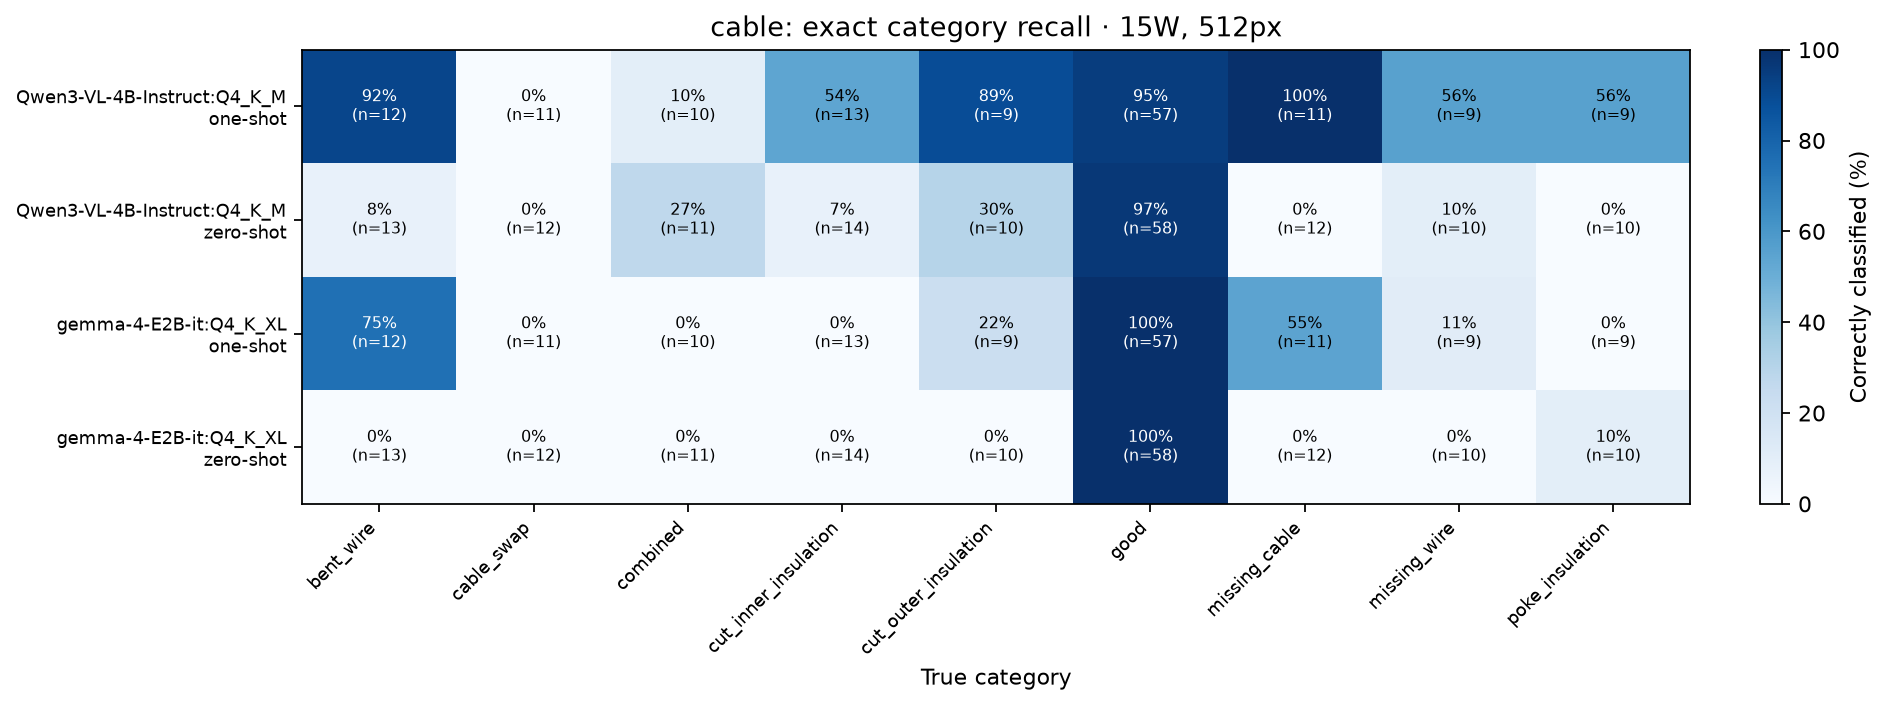 cable: exact category recall · 15W, 512px
Qwen3-VL-4B-Instruct:Q4_K_M
one-shot
92% 0% 10% 54% 89% 95% 100% 56% 56%
(n=12) (n=11) (n=10) (n=13) (n=9) (n=57) (n=11) (n=9) (n=9)
Qwen3-VL-4B-Instruct:Q4_K_M
zero-shot
8% 0% 27% 7% 30% 97% 0% 10% 0%
(n=13) (n=12) (n=11) (n=14) (n=10) (n=58) (n=12) (n=10) (n=10)
gemma-4-E2B-it:Q4_K_XL
one-shot
75% 0% 0% 0% 22% 100% 55% 11% 0%
(n=12) (n=11) (n=10) (n=13) (n=9) (n=57) (n=11) (n=9) (n=9)
gemma-4-E2B-it:Q4_K_XL
zero-shot
0% 0% 0% 0% 0% 100% 0% 0% 10%
(n=13) (n=12) (n=11) (n=14) (n=10) (n=58) (n=12) (n=10) (n=10)
bent_wire
cable_swap
combined
cut_inner_insulation
cut_outer_insulation
good
missing_cable
missing_wire
poke_insulation
True category
100
80
60
40
20
0
Correctly classified (%)